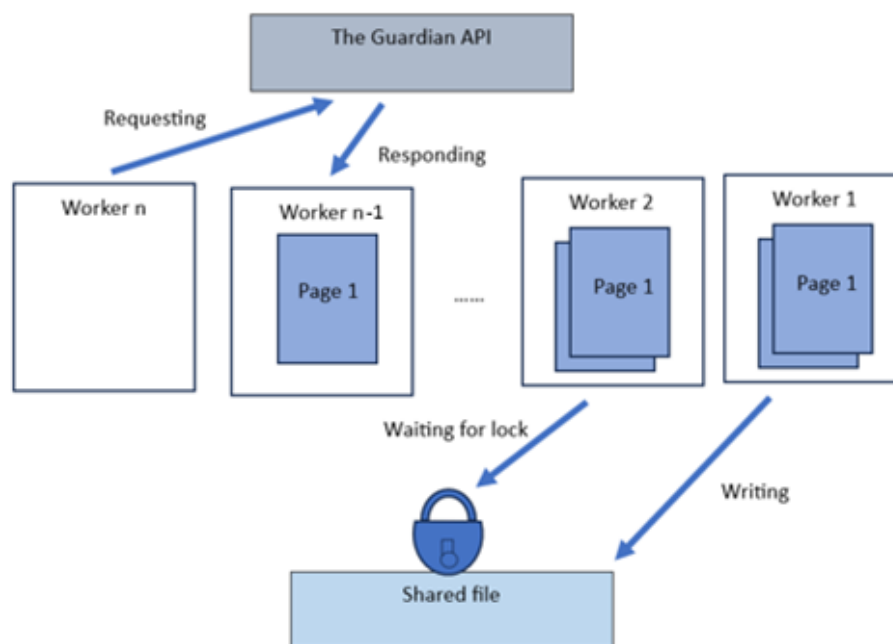 The Guardian API
Requesting
Responding
Worker n
Worker n-1
Worker 2
Worker 1
Page 1
......
Page 1
Page 1
Waiting for lock
Writing
Shared file